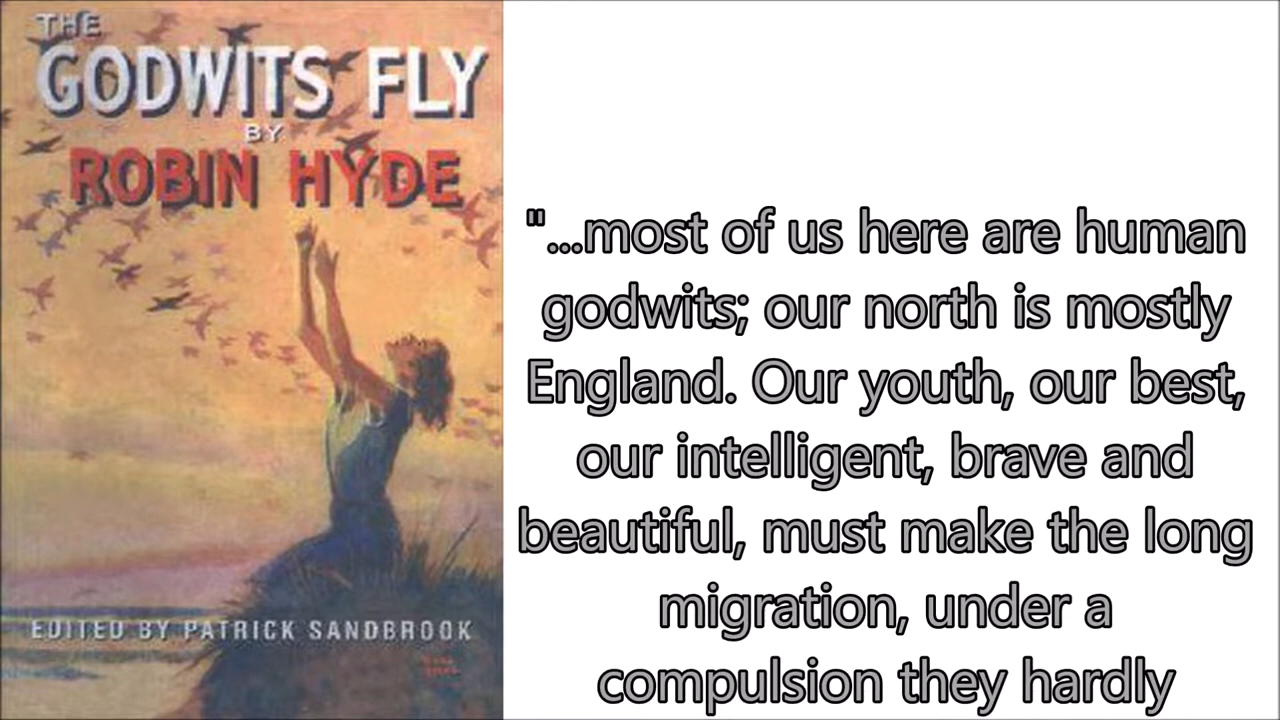 THE
GODWITS FLY
BY
ROBIN HYDE
EDITED BY PATRICK SANDBROOK
"...most of us here are human
godwits; our north is mostly
England. Our youth, our best,
our intelligent, brave and
beautiful, must make the long
migration, under a
compulsion they hardly